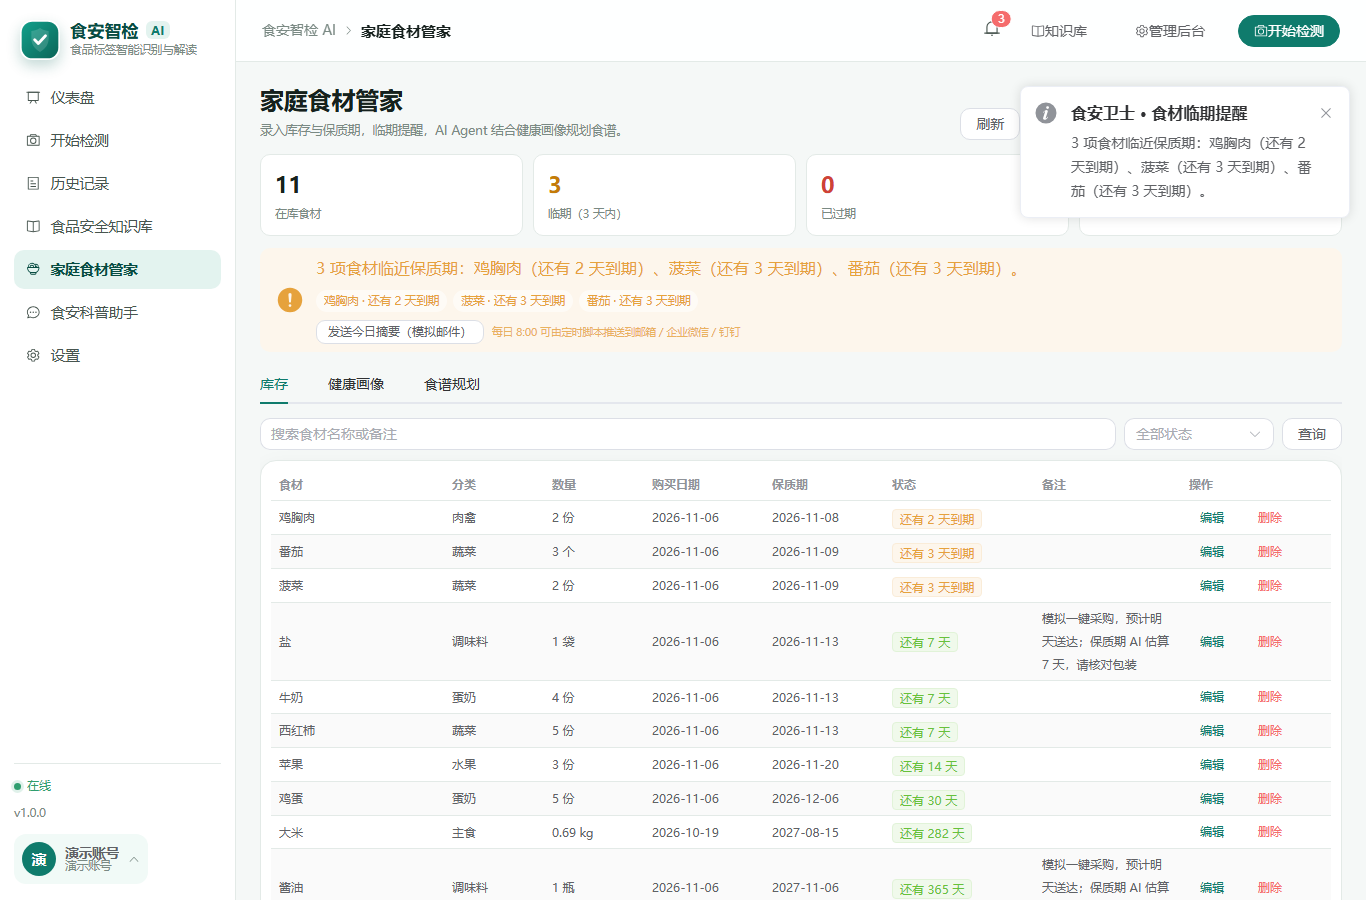 食安智检 AI
食品标签智能识别与解读
仪表盘
开始检测
历史记录
食品安全知识库
家庭食材管家
食安科普助手
设置
在线
v1.0.0
演
演示账号
演示账号
食安智检 AI > 家庭食材管家
3
知识库
管理后台
开始检测
家庭食材管家
录入库存与保质期，临期提醒，AI Agent 结合健康画像规划食谱。
刷新
食安卫士 • 食材临期提醒
3 项食材临近保质期：鸡胸肉（还有 2
天到期）、菠菜（还有 3 天到期）、番
茄（还有 3 天到期）。
11
在库食材
3
临期（3 天内）
0
已过期
3 项食材临近保质期：鸡胸肉（还有 2 天到期）、菠菜（还有 3 天到期）、番茄（还有 3 天到期）。
鸡胸肉 · 还有 2 天到期 菠菜 · 还有 3 天到期 番茄 · 还有 3 天到期
发送今日摘要（模拟邮件） 每日 8:00 可由定时脚本推送到邮箱 / 企业微信 / 钉钉
库存 健康画像 食谱规划
搜索食材名称或备注 全部状态 查询
食材 分类 数量 购买日期 保质期 状态 备注 操作
鸡胸肉 肉禽 2 份 2026-11-06 2026-11-08 还有 2 天到期 编辑 删除
番茄 蔬菜 3 个 2026-11-06 2026-11-09 还有 3 天到期 编辑 删除
菠菜 蔬菜 2 份 2026-11-06 2026-11-09 还有 3 天到期 编辑 删除
盐 调味料 1 袋 2026-11-06 2026-11-13 还有 7 天 模拟一键采购，预计明
天送达；保质期 AI 估算
7 天，请核对包装 编辑 删除
牛奶 蛋奶 4 份 2026-11-06 2026-11-13 还有 7 天 编辑 删除
西红柿 蔬菜 5 份 2026-11-06 2026-11-13 还有 7 天 编辑 删除
苹果 水果 3 份 2026-11-06 2026-11-20 还有 14 天 编辑 删除
鸡蛋 蛋奶 5 份 2026-11-06 2026-12-06 还有 30 天 编辑 删除
大米 主食 0.69 kg 2026-10-19 2027-08-15 还有 282 天 编辑 删除
酱油 调味料 1 瓶 2026-11-06 2027-11-06 还有 365 天 模拟一键采购，预计明
天送达；保质期 AI 估算 编辑 删除